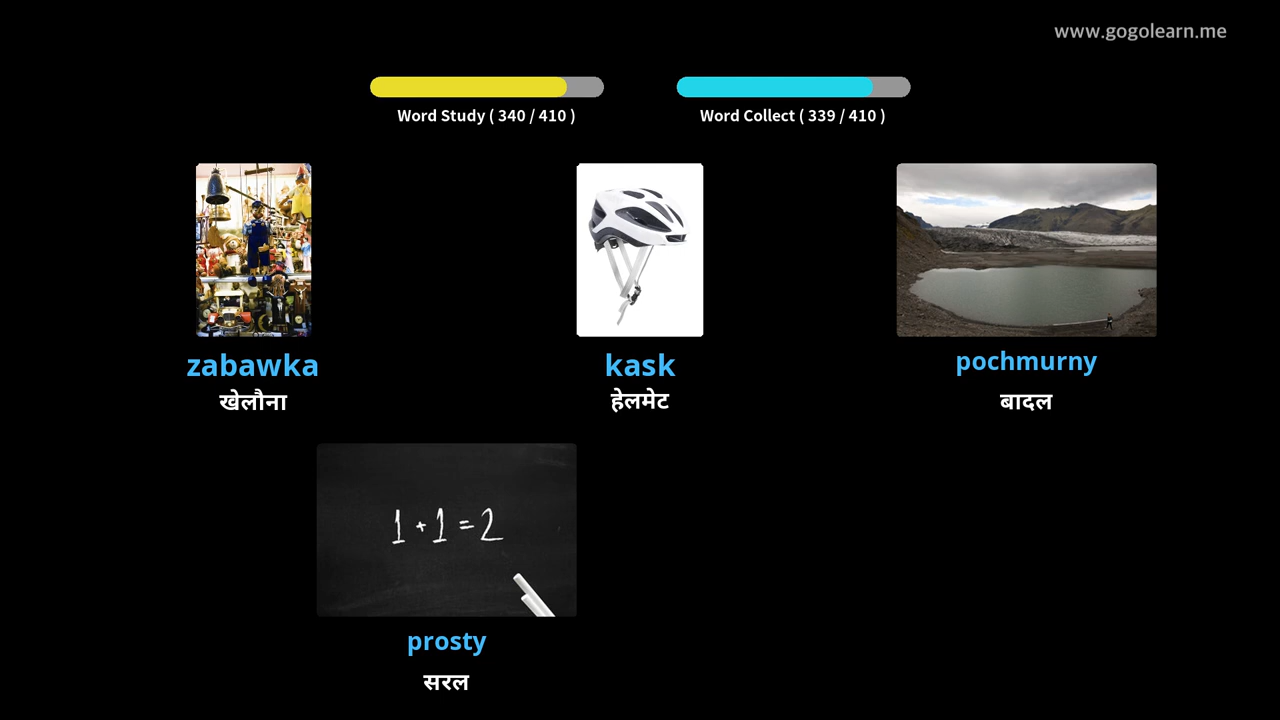 www.gogolearn.me
Word Study ( 340 / 410 )
Word Collect ( 339 / 410 )
zabawka
खेलौना
kask
हेलमेट
pochmurny
बादल
1 + 1 = 2
prosty
सरल